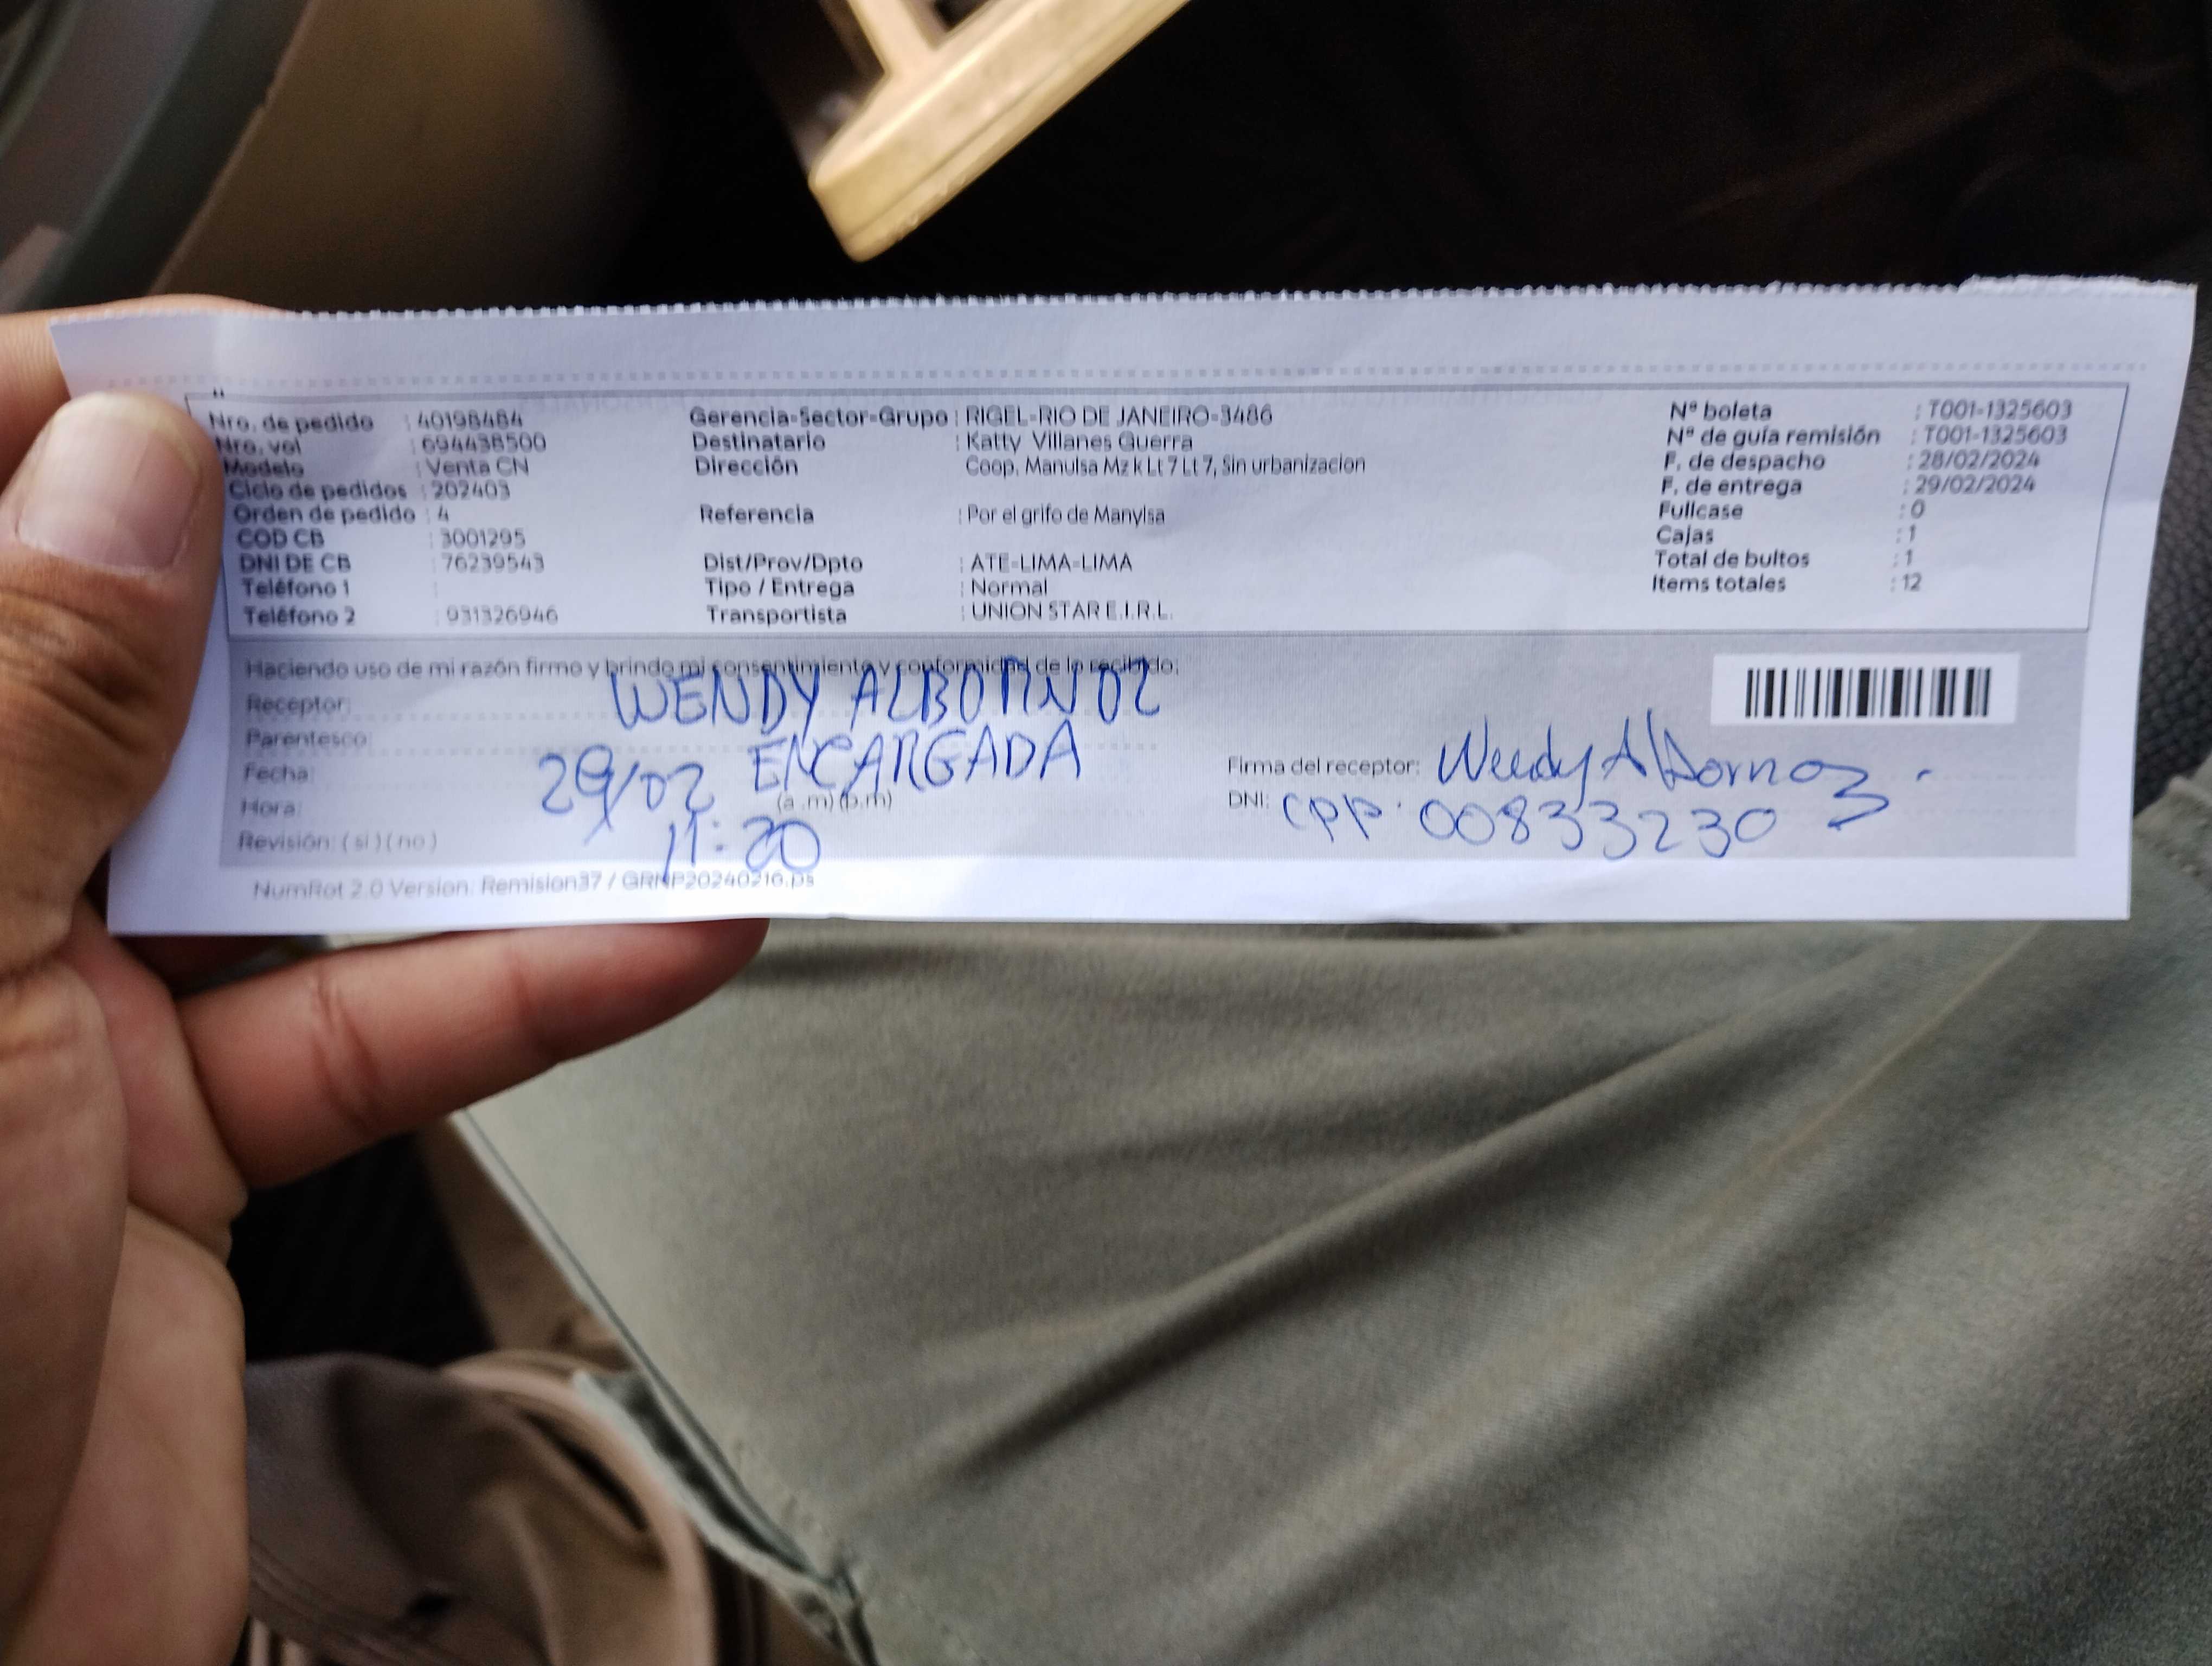 Nro. de pedido : 40198484 Gerencia-Sector-Grupo : RIGEL-RIO DE JANEIRO-3486 N° boleta : T001-1325603
Nro. vol : 694438500 Destinatario : Katty Villanes Guerra N° de guía remisión : T001-1325603
Modelo : Venta CN Dirección Coop. Manulsa Mz k Lt 7 Lt 7, Sin urbanizacion F. de despacho : 28/02/2024
Ciclo de pedidos : 202403 F. de entrega : 29/02/2024
Orden de pedido : 4 Referencia : Por el grifo de Manylsa Fullcase : 0
COD CB : 3001295 Cajas : 1
DNI DE CB : 76239543 Dist/Prov/Dpto : ATE-LIMA-LIMA Total de bultos : 1
Teléfono 1 : Tipo / Entrega : Normal Items totales : 12
Teléfono 2 : 931326946 Transportista : UNION STAR E.I.R.L.
Haciendo uso de mi razón firmo y brindo mi consentimiento y conformidad de lo recibido:
Receptor: WENDY ALBORNOZ
Parentesco: ENCARGADA
Fecha: 29/02 Firma del receptor: Wendy Albornoz
Hora: (a .m) (p.m) DNI: CPP. 00833230
11:20
Revisión: ( si ) ( no )
NumRot 2.0 Version: Remision37 / GRNP20240216.ps